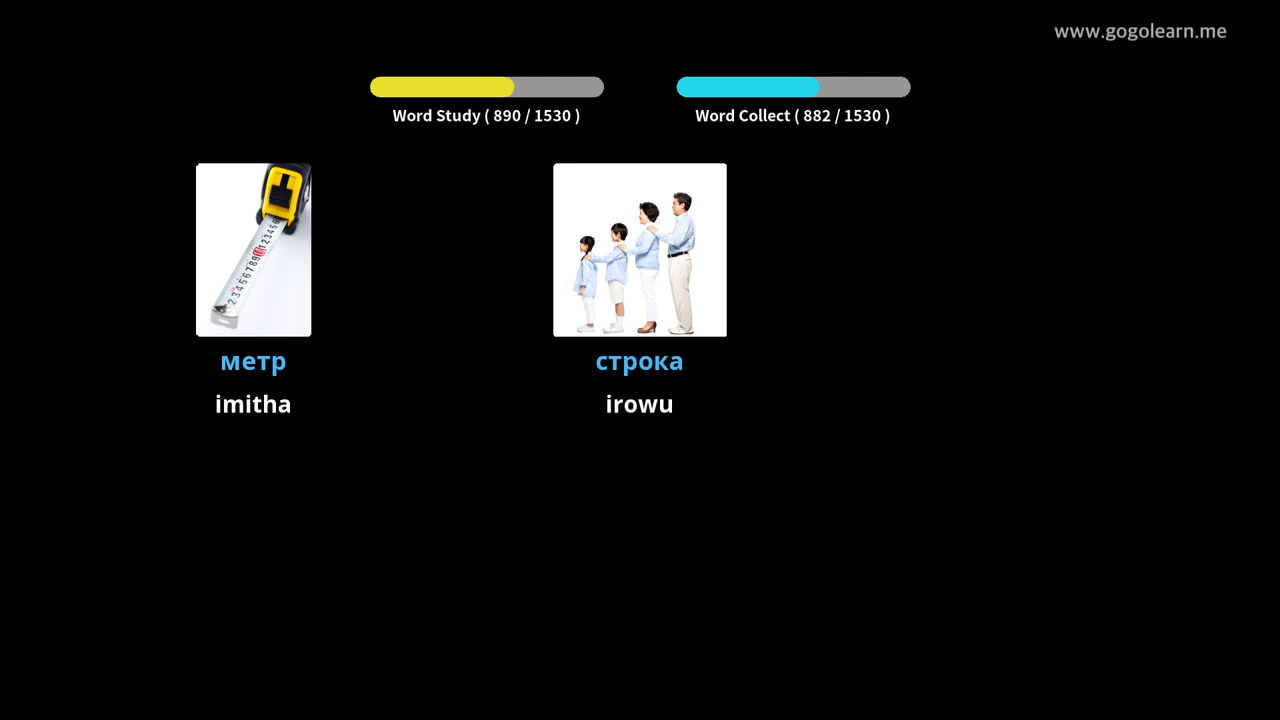 www.gogolearn.me
Word Study ( 890 / 1530 )
Word Collect ( 882 / 1530 )
метр
строка
imitha
irowu